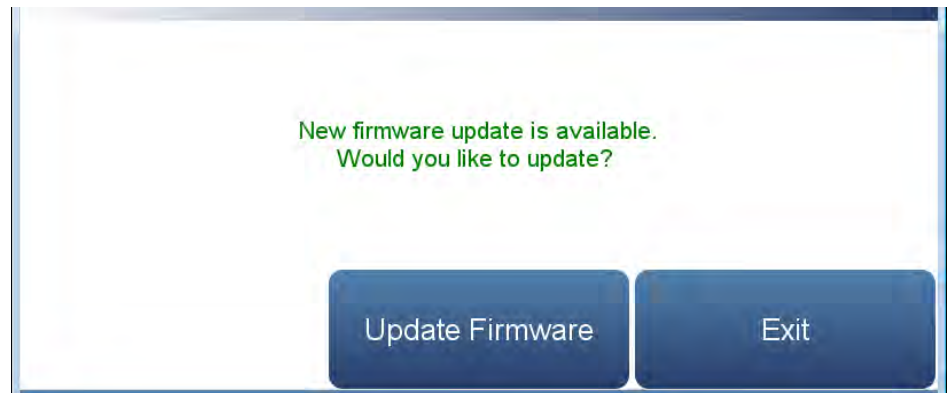 New firmware update is available.
Would you like to update?
Update Firmware
Exit